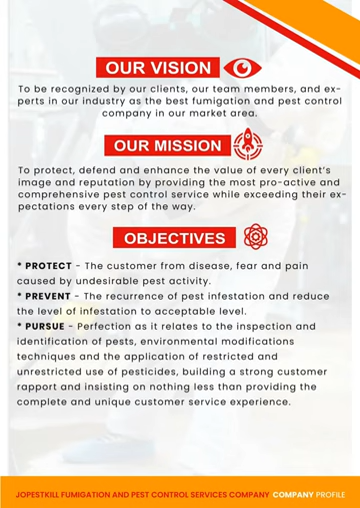 OUR VISION
To be recognized by our clients, our team members, and ex-
perts in our industry as the best fumigation and pest control
company in our market area.
OUR MISSION
To protect, defend and enhance the value of every client's
image and reputation by providing the most pro-active and
comprehensive pest control service while exceeding their ex-
pectations every step of the way.
OBJECTIVES
* PROTECT - The customer from disease, fear and pain
caused by undesirable pest activity.
* PREVENT - The recurrence of pest infestation and reduce
the level of infestation to acceptable level.
* PURSUE - Perfection as it relates to the inspection and
identification of pests, environmental modifications
techniques and the application of restricted and
unrestricted use of pesticides, building a strong customer
rapport and insisting on nothing less than providing the
complete and unique customer service experience.
JOPESTKILL FUMIGATION AND PEST CONTROL SERVICES COMPANY COMPANY PROFILE